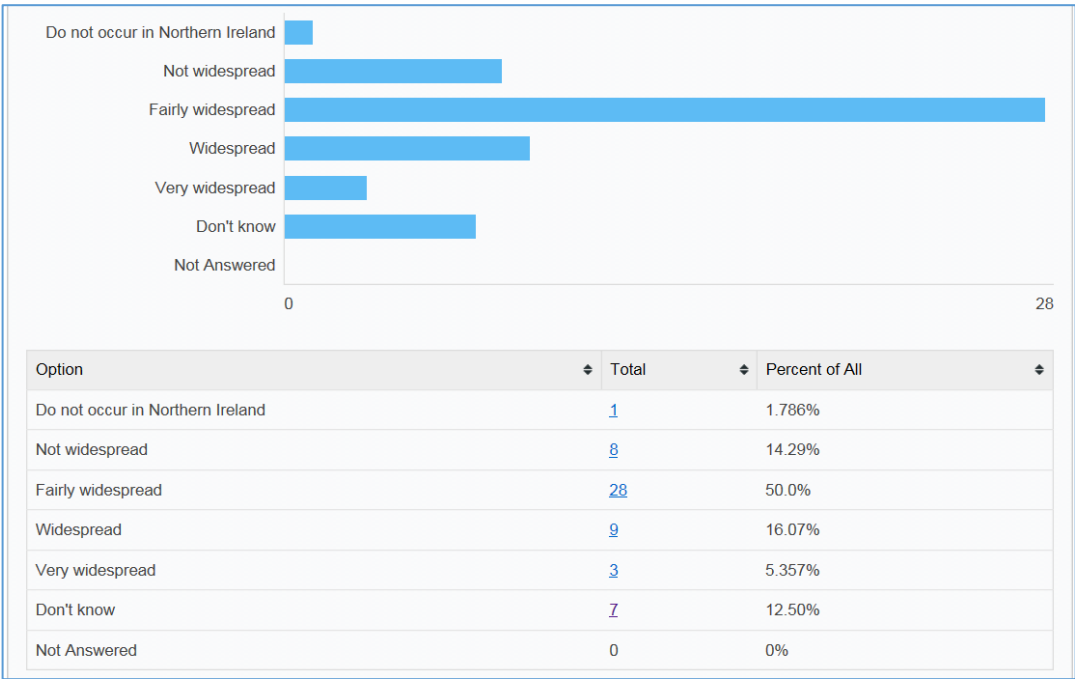 Do not occur in Northern Ireland
Not widespread
Fairly widespread
Widespread
Very widespread
Don't know
Not Answered
0 28
Option Total Percent of All
Do not occur in Northern Ireland 1 1.786%
Not widespread 8 14.29%
Fairly widespread 28 50.0%
Widespread 9 16.07%
Very widespread 3 5.357%
Don't know 7 12.50%
Not Answered 0 0%